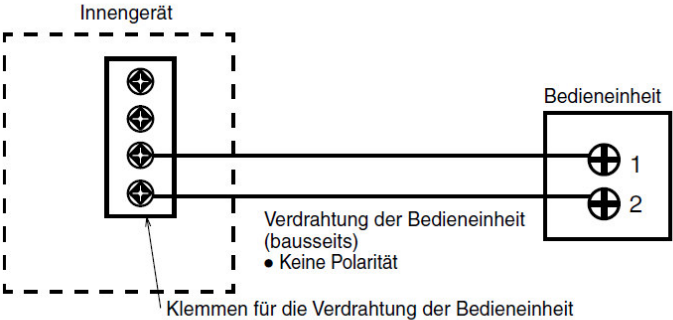 Innengerät
Bedieneinheit
1
2
Verdrahtung der Bedieneinheit
(bausseits)
● Keine Polarität
Klemmen für die Verdrahtung der Bedieneinheit